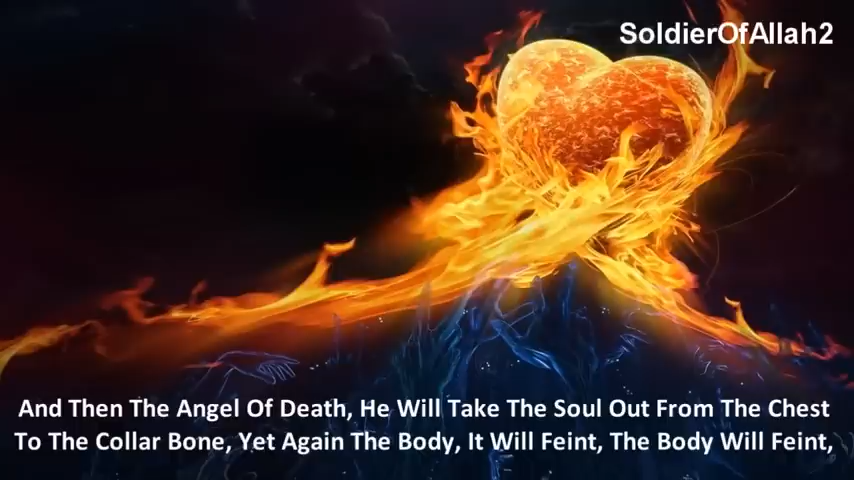 SoldierOfAllah2
And Then The Angel Of Death, He Will Take The Soul Out From The Chest
To The Collar Bone, Yet Again The Body, It Will Feint, The Body Will Feint,